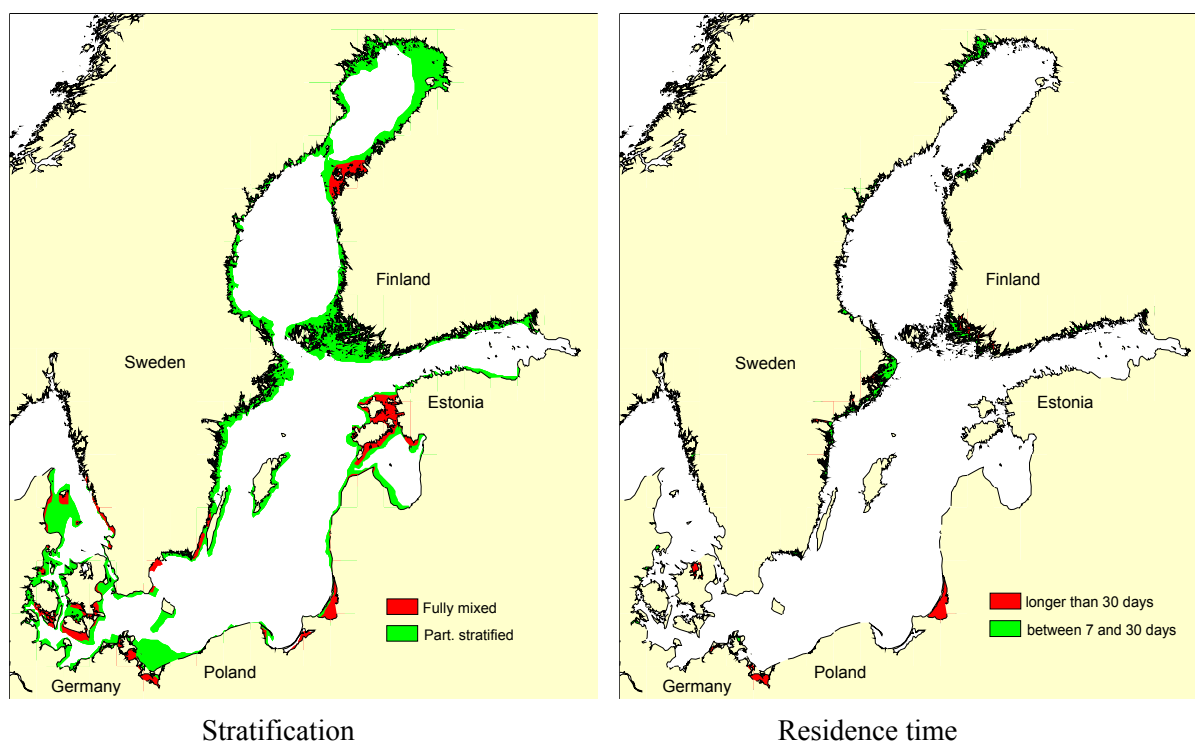 Finland
Sweden
Estonia
Fully mixed
Part. stratified
Poland
Germany
Stratification
Finland
Sweden
Estonia
longer than 30 days
between 7 and 30 days
Poland
Germany
Residence time